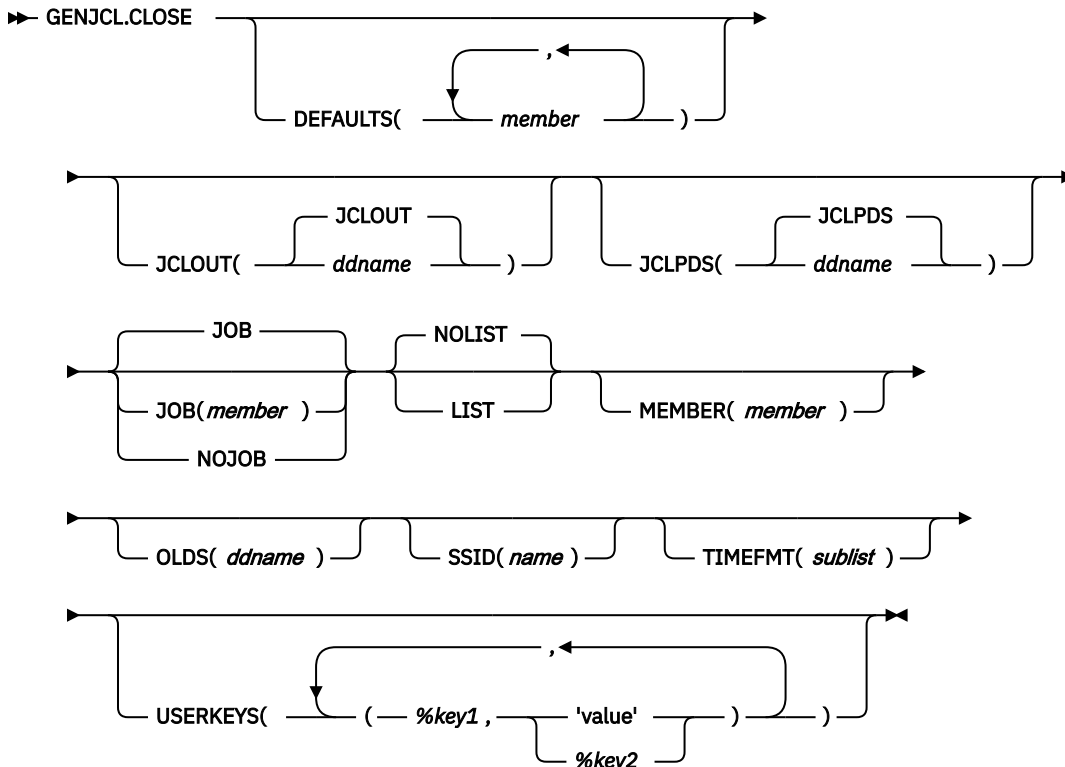 GENJCL.CLOSE
,
DEFAULTS( member )
JCLOUT JCLPDS
JCLOUT( ddname ) JCLPDS( ddname )
JOB NOLIST
JOB(member ) LIST MEMBER( member )
NOJOB
OLDS( ddname ) SSID( name ) TIMEFMT( sublist )
,
USERKEYS( ( %key1 , 'value' ) )
%key2